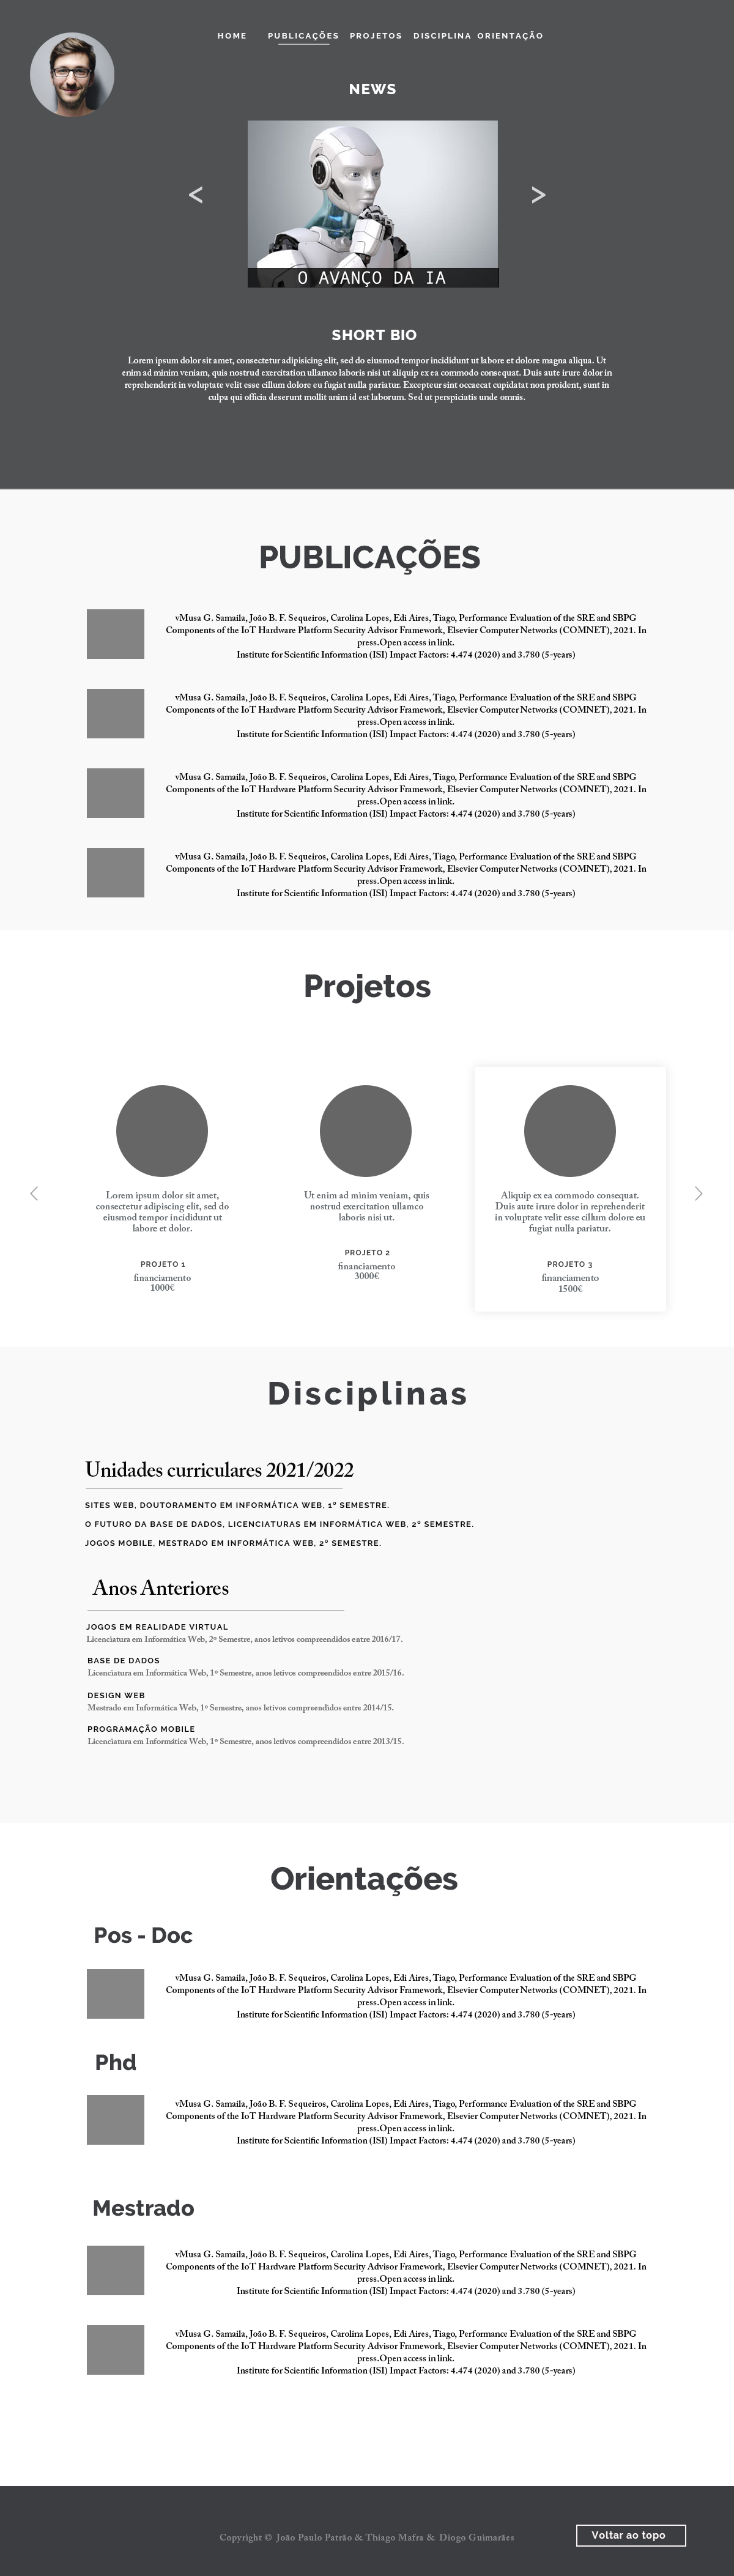 HOME PUBLICAÇÕES PROJETOS DISCIPLINA ORIENTAÇÃO
NEWS
< >
O AVANÇO DA IA
SHORT BIO
Lorem ipsum dolor sit amet, consectetur adipisicing elit, sed do eiusmod tempor incididunt ut labore et dolore magna aliqua. Ut
enim ad minim veniam, quis nostrud exercitation ullamco laboris nisi ut aliquip ex ea commodo consequat. Duis aute irure dolor in
reprehenderit in voluptate velit esse cillum dolore eu fugiat nulla pariatur. Excepteur sint occaecat cupidatat non proident, sunt in
culpa qui officia deserunt mollit anim id est laborum. Sed ut perspiciatis unde omnis.
PUBLICAÇÕES
vMusa G. Samaila, João B. F. Sequeiros, Carolina Lopes, Edi Aires, Tiago, Performance Evaluation of the SRE and SBPG
Components of the IoT Hardware Platform Security Advisor Framework, Elsevier Computer Networks (COMNET), 2021. In
press.Open access in link.
Institute for Scientific Information (ISI) Impact Factors: 4.474 (2020) and 3.780 (5-years)
vMusa G. Samaila, João B. F. Sequeiros, Carolina Lopes, Edi Aires, Tiago, Performance Evaluation of the SRE and SBPG
Components of the IoT Hardware Platform Security Advisor Framework, Elsevier Computer Networks (COMNET), 2021. In
press.Open access in link.
Institute for Scientific Information (ISI) Impact Factors: 4.474 (2020) and 3.780 (5-years)
vMusa G. Samaila, João B. F. Sequeiros, Carolina Lopes, Edi Aires, Tiago, Performance Evaluation of the SRE and SBPG
Components of the IoT Hardware Platform Security Advisor Framework, Elsevier Computer Networks (COMNET), 2021. In
press.Open access in link.
Institute for Scientific Information (ISI) Impact Factors: 4.474 (2020) and 3.780 (5-years)
vMusa G. Samaila, João B. F. Sequeiros, Carolina Lopes, Edi Aires, Tiago, Performance Evaluation of the SRE and SBPG
Components of the IoT Hardware Platform Security Advisor Framework, Elsevier Computer Networks (COMNET), 2021. In
press.Open access in link.
Institute for Scientific Information (ISI) Impact Factors: 4.474 (2020) and 3.780 (5-years)
Projetos
Lorem ipsum dolor sit amet,
consectetur adipisicing elit, sed do
eiusmod tempor incididunt ut
labore et dolor.
PROJETO 1
financiamento
1000€
Ut enim ad minim veniam, quis
nostrud exercitation ullamco
laboris nisi ut.
PROJETO 2
financiamento
3000€
Aliquip ex ea commodo consequat.
Duis aute irure dolor in reprehenderit
in voluptate velit esse cillum dolore eu
fugiat nulla pariatur.
PROJETO 3
financiamento
1500€
Disciplinas
Unidades curriculares 2021/2022
SITES WEB, DOUTORAMENTO EM INFORMÁTICA WEB, 1º SEMESTRE.
O FUTURO DA BASE DE DADOS, LICENCIATURAS EM INFORMÁTICA WEB, 2º SEMESTRE.
JOGOS MOBILE, MESTRADO EM INFORMÁTICA WEB, 2º SEMESTRE.
Anos Anteriores
JOGOS EM REALIDADE VIRTUAL
Licenciatura em Informática Web, 2º Semestre, anos letivos compreendidos entre 2016/17.
BASE DE DADOS
Licenciatura em Informática Web, 1º Semestre, anos letivos compreendidos entre 2015/16.
DESIGN WEB
Mestrado em Informática Web, 1º Semestre, anos letivos compreendidos entre 2014/15.
PROGRAMAÇÃO MOBILE
Licenciatura em Informática Web, 1º Semestre, anos letivos compreendidos entre 2013/15.
Orientações
Pos - Doc
vMusa G. Samaila, João B. F. Sequeiros, Carolina Lopes, Edi Aires, Tiago, Performance Evaluation of the SRE and SBPG
Components of the IoT Hardware Platform Security Advisor Framework, Elsevier Computer Networks (COMNET), 2021. In
press.Open access in link.
Institute for Scientific Information (ISI) Impact Factors: 4.474 (2020) and 3.780 (5-years)
Phd
vMusa G. Samaila, João B. F. Sequeiros, Carolina Lopes, Edi Aires, Tiago, Performance Evaluation of the SRE and SBPG
Components of the IoT Hardware Platform Security Advisor Framework, Elsevier Computer Networks (COMNET), 2021. In
press.Open access in link.
Institute for Scientific Information (ISI) Impact Factors: 4.474 (2020) and 3.780 (5-years)
Mestrado
vMusa G. Samaila, João B. F. Sequeiros, Carolina Lopes, Edi Aires, Tiago, Performance Evaluation of the SRE and SBPG
Components of the IoT Hardware Platform Security Advisor Framework, Elsevier Computer Networks (COMNET), 2021. In
press.Open access in link.
Institute for Scientific Information (ISI) Impact Factors: 4.474 (2020) and 3.780 (5-years)
vMusa G. Samaila, João B. F. Sequeiros, Carolina Lopes, Edi Aires, Tiago, Performance Evaluation of the SRE and SBPG
Components of the IoT Hardware Platform Security Advisor Framework, Elsevier Computer Networks (COMNET), 2021. In
press.Open access in link.
Institute for Scientific Information (ISI) Impact Factors: 4.474 (2020) and 3.780 (5-years)
Copyright © João Paulo Patrão & Thiago Mafra & Diogo Guimarães
Voltar ao topo